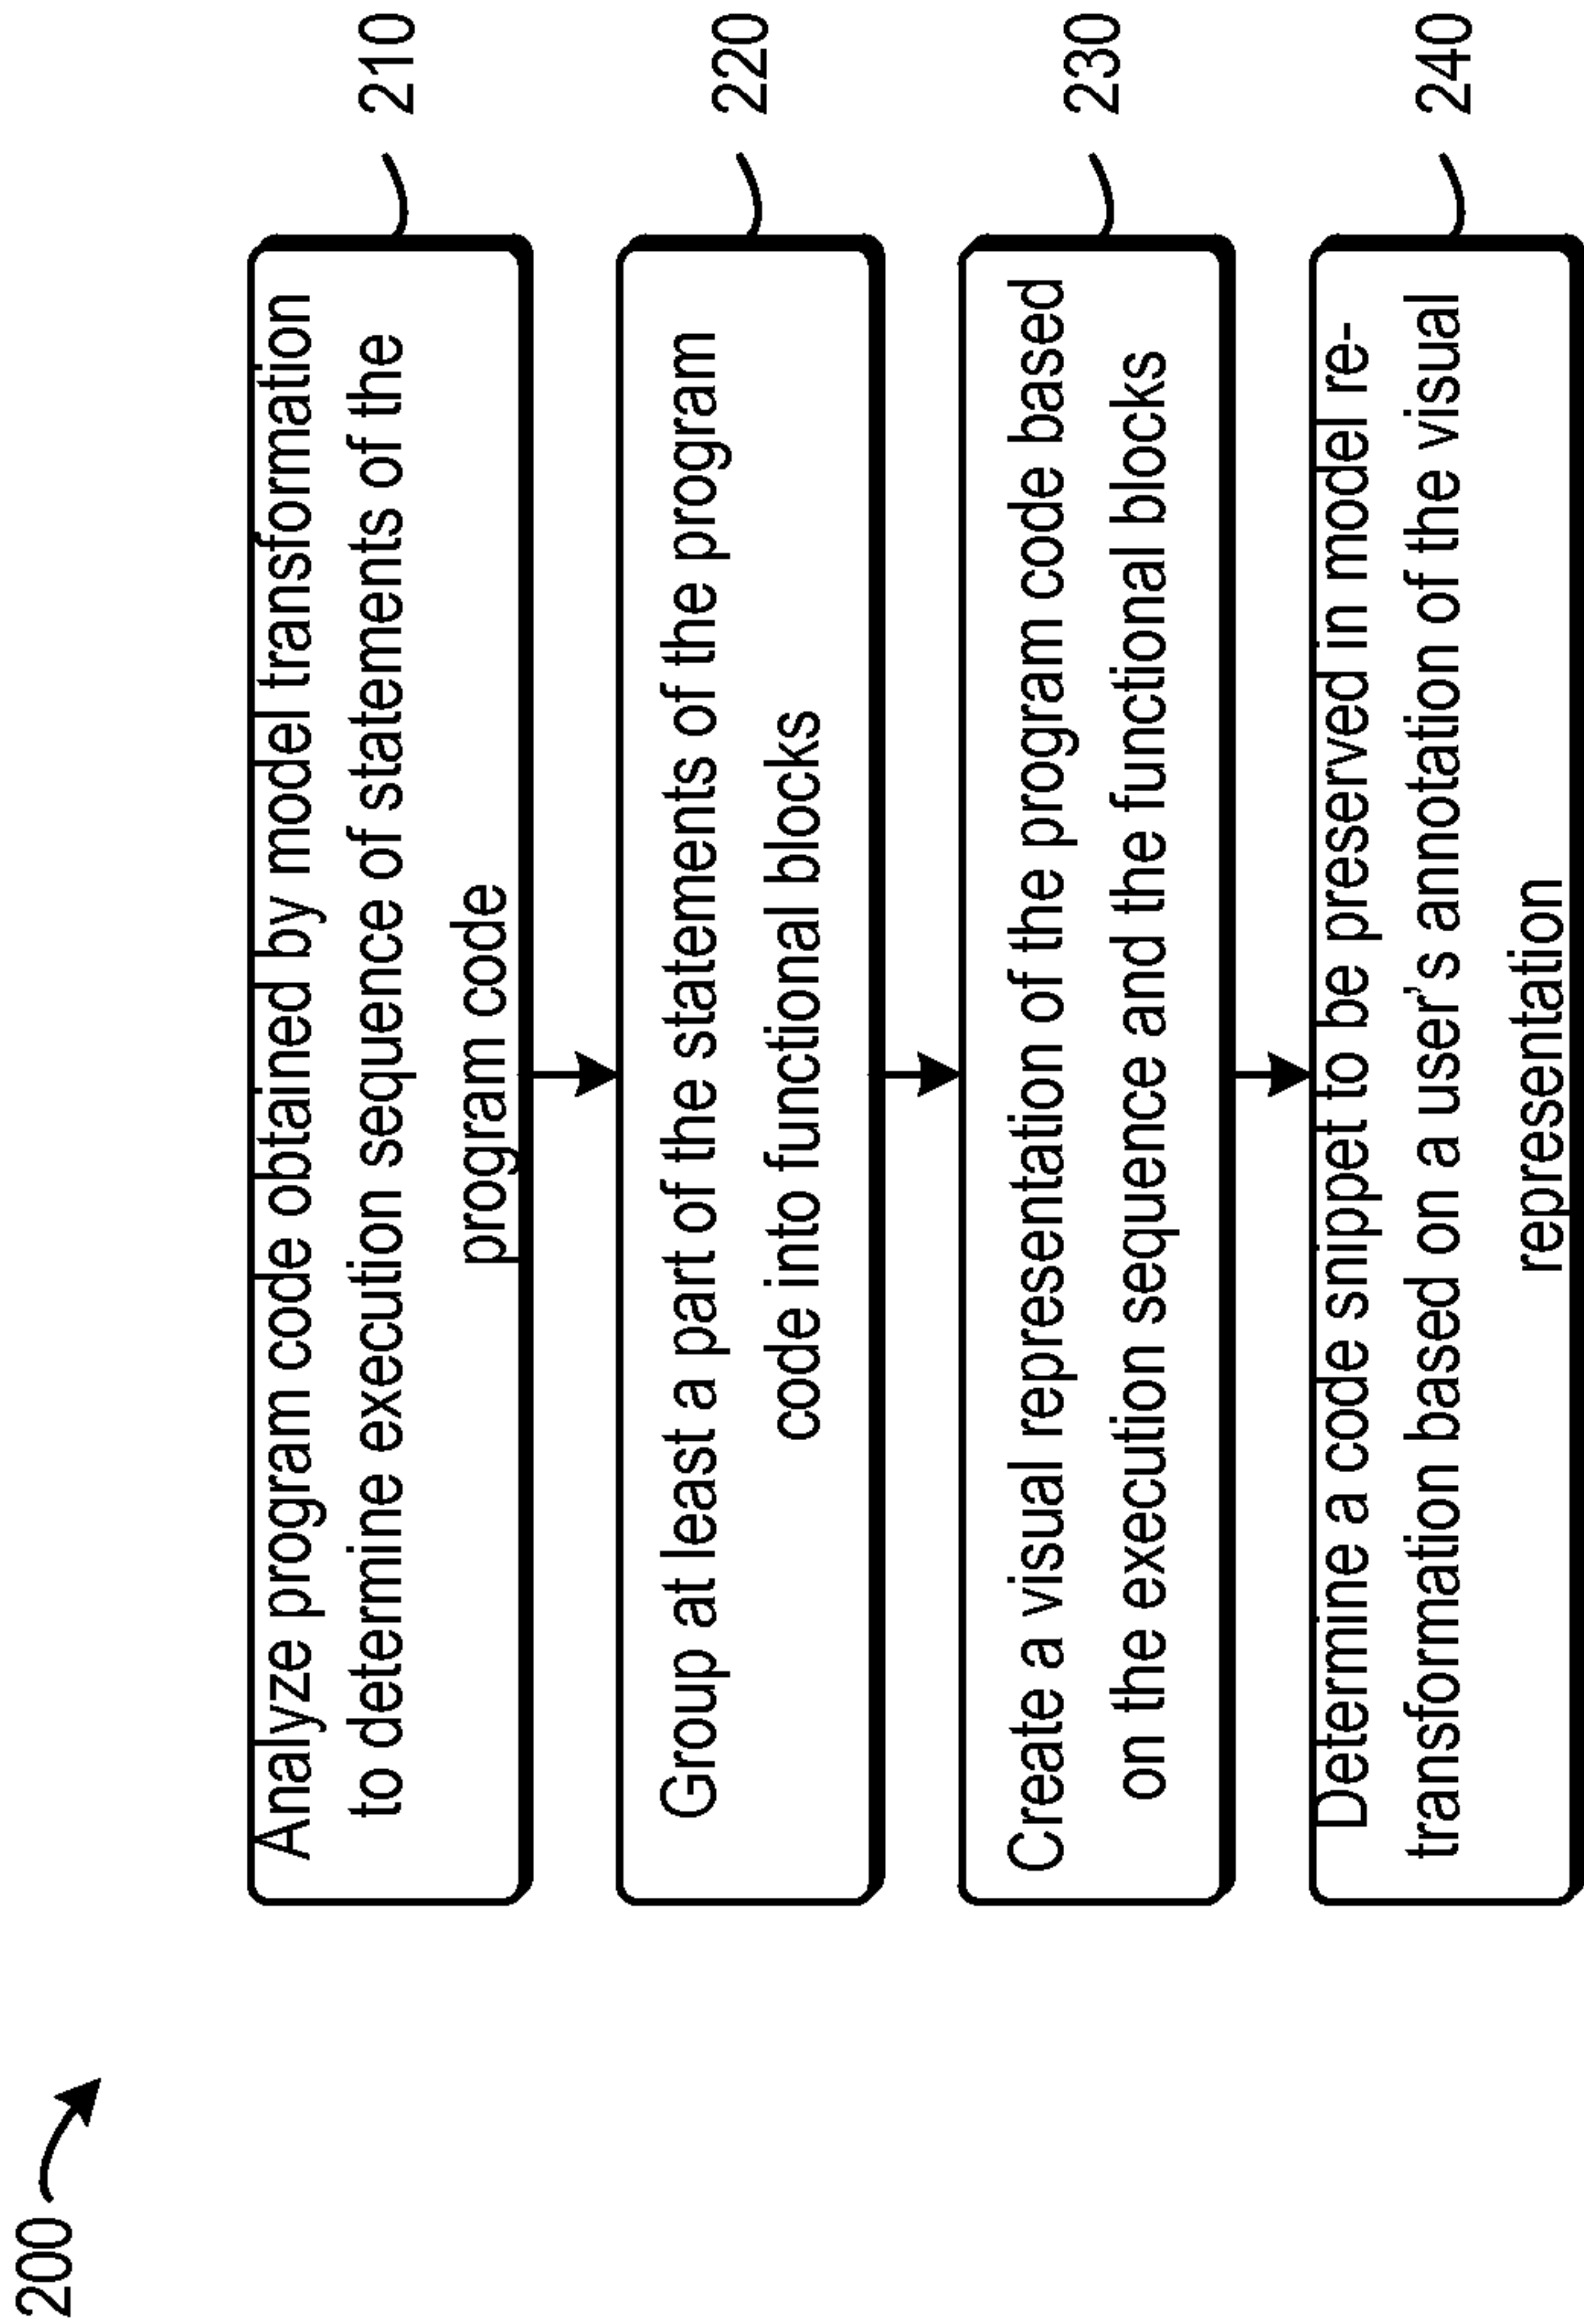 200
Analyze program code obtained by model transformation
to determine execution sequence of statements of the
program code
210
Group at least a part of the statements of the program
code into functional blocks
220
Create a visual representation of the program code based
on the execution sequence and the functional blocks
230
Determine a code snippet to be preserved in model re-
transformation based on a user's annotation of the visual
representation
240